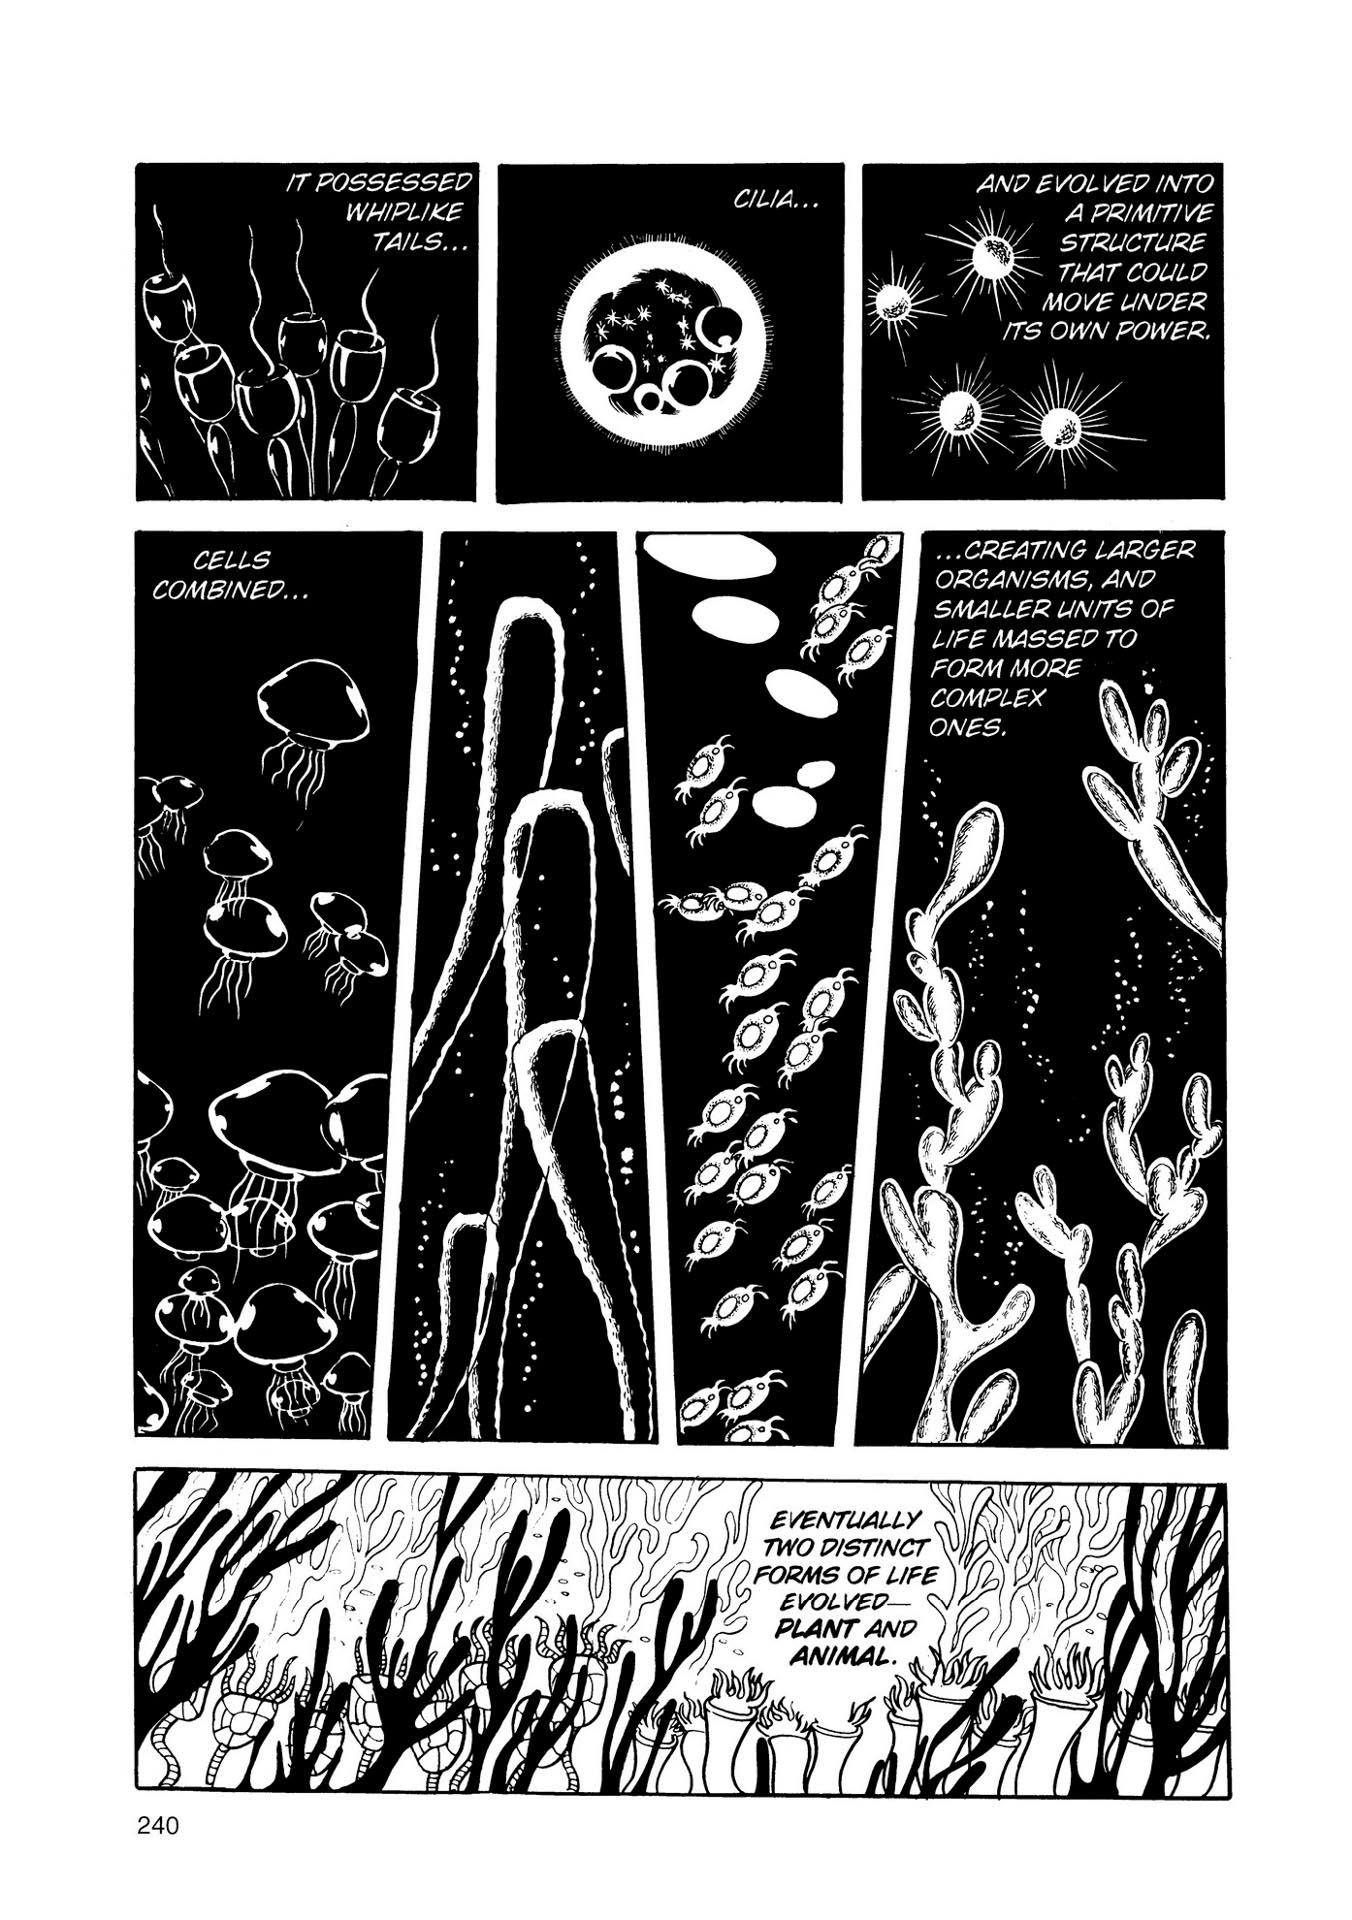 IT POSSESSED
WHIPLIKE
TAILS...
CILIA...
AND EVOLVED INTO
A PRIMITIVE
STRUCTURE
THAT COULD
MOVE UNDER
ITS OWN POWER.
CELLS
COMBINED...
...CREATING LARGER
ORGANISMS, AND
SMALLER UNITS OF
LIFE MASSED TO
FORM MORE
COMPLEX
ONES.
EVENTUALLY
TWO DISTINCT
FORMS OF LIFE
EVOLVED—
PLANT AND
ANIMAL.
240